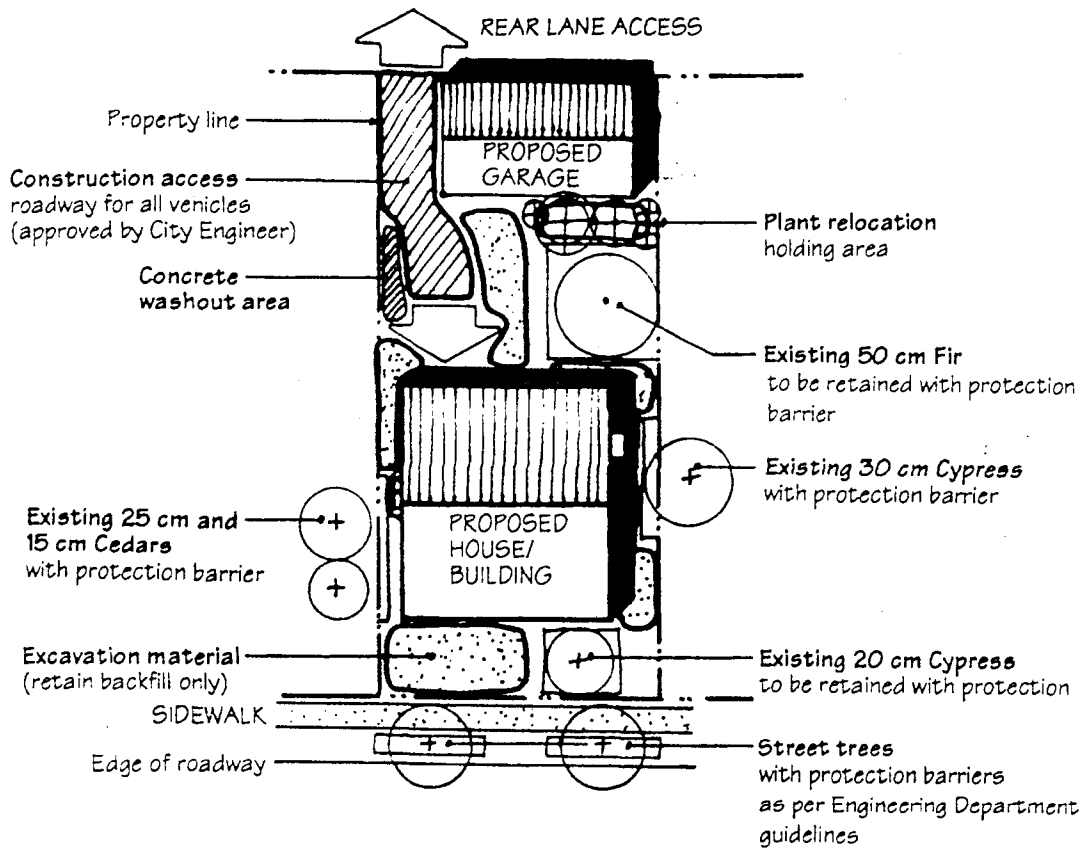 REAR LANE ACCESS
Property line
PROPOSED
GARAGE
Construction access
roadway for all venicles
(approved by City Engineer)
Plant relocation
holding area
Concrete
washout area
Existing 50 cm Fir
to be retained with protection
barrier
Existing 30 cm Cypress
with protection barrier
Existing 25 cm and
15 cm Cedars
with protection barrier
PROPOSED
HOUSE/
BUILDING
Excavation material
(retain backfill only)
Existing 20 cm Cypress
to be retained with protection
SIDEWALK
Edge of roadway
Street trees
with protection barriers
as per Engineering Department
guidelines